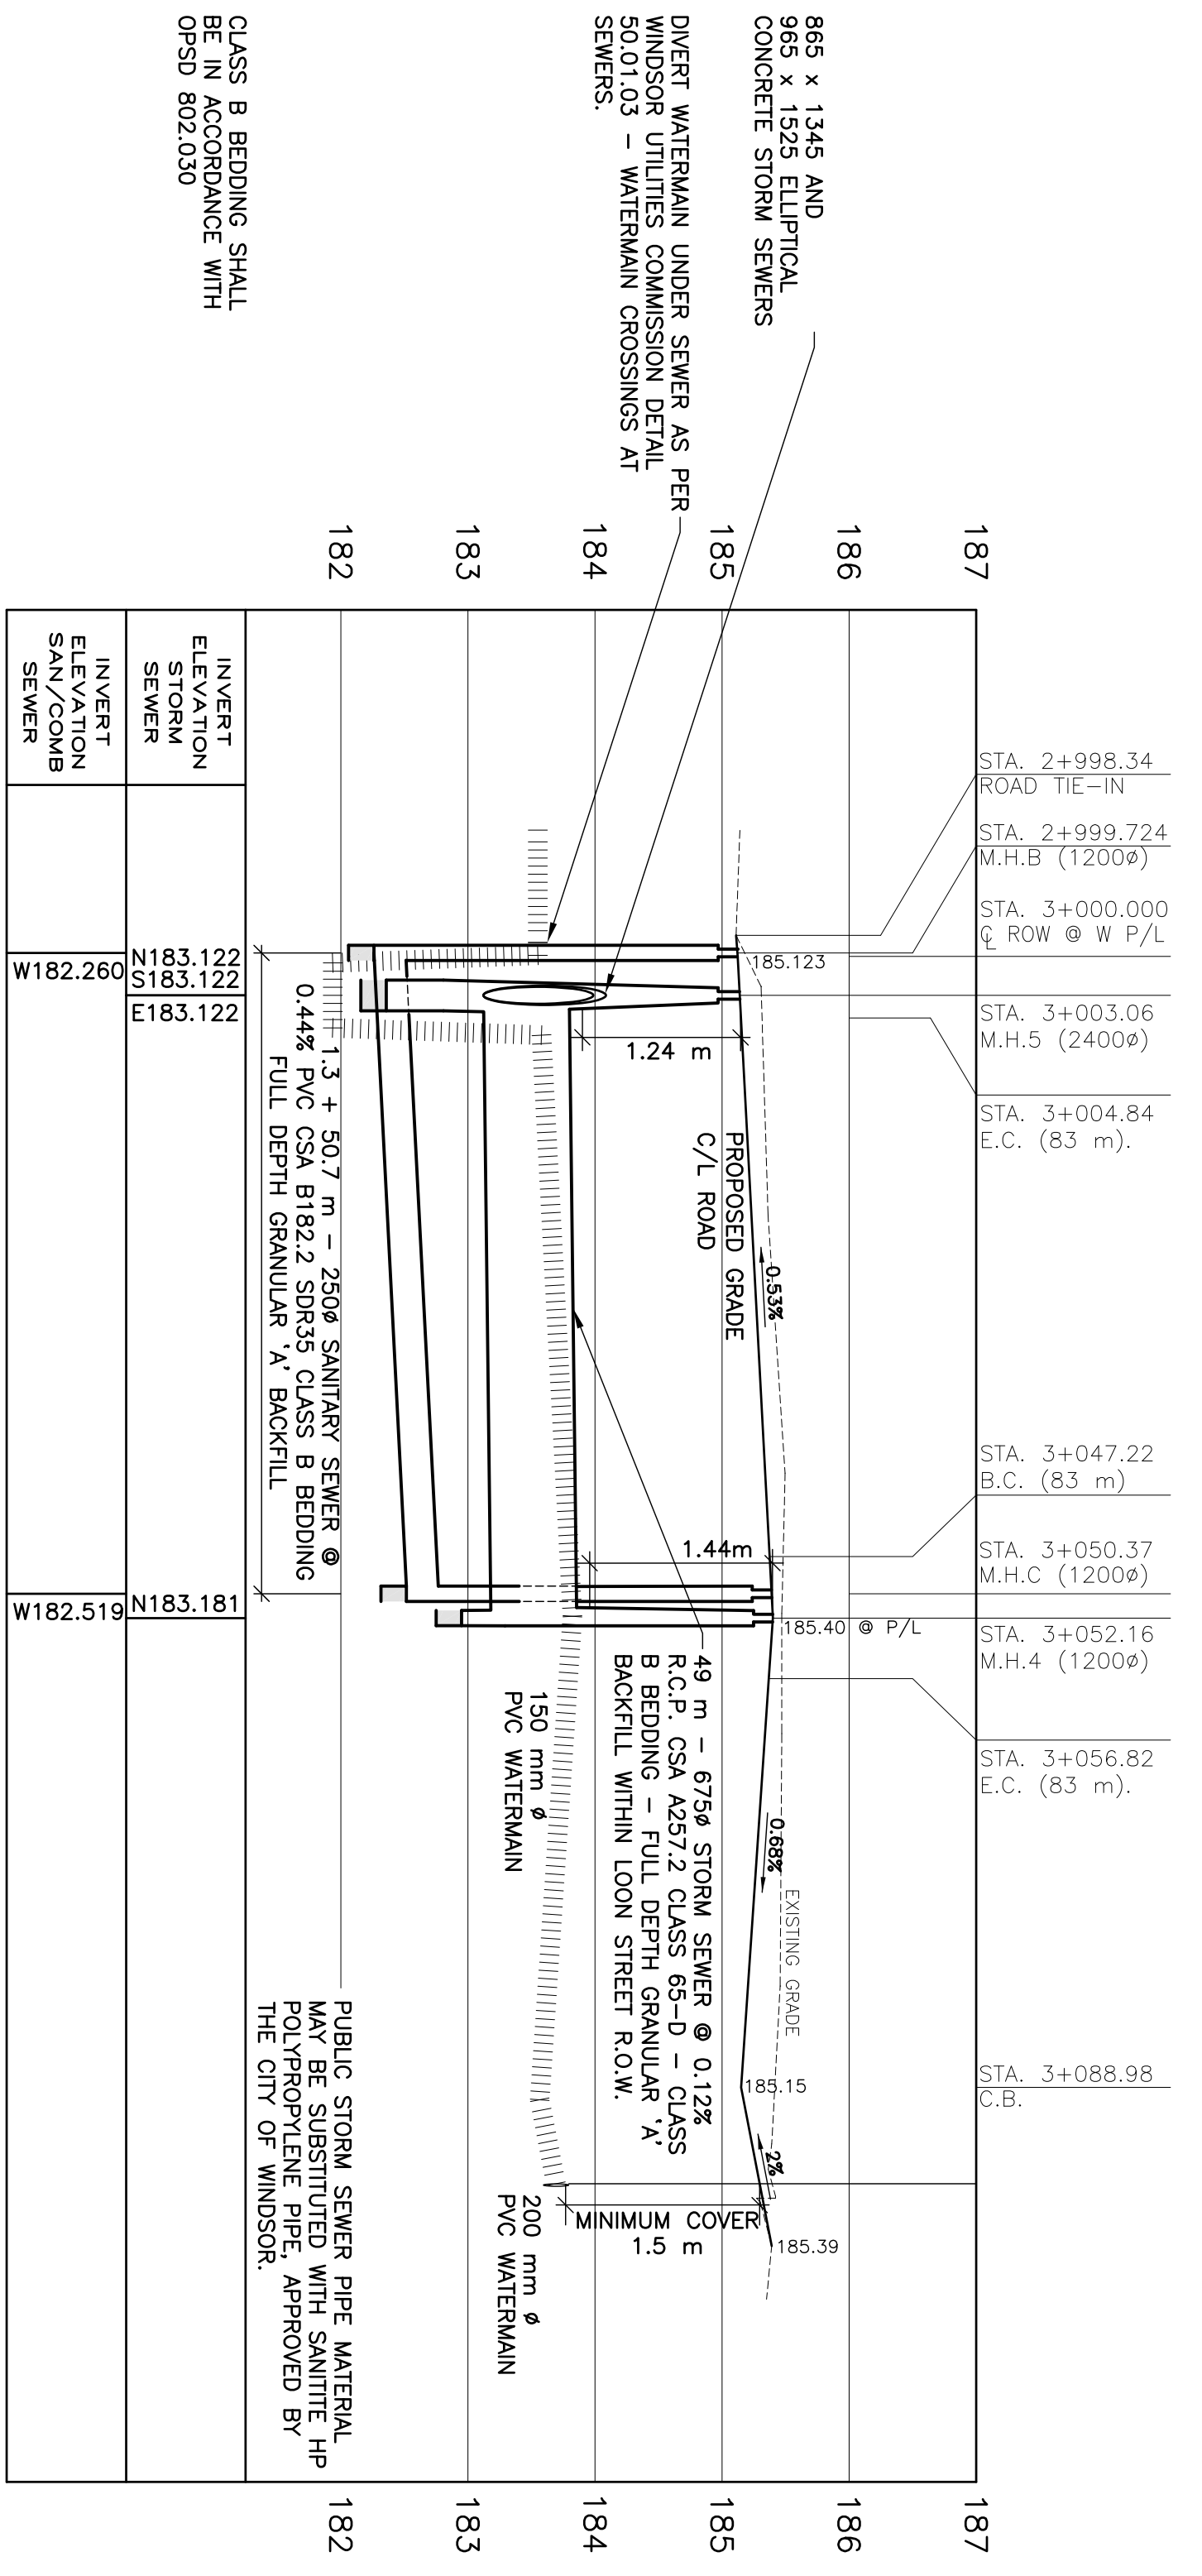 STA. 2+998.34
ROAD TIE-IN
STA. 2+999.724
M.H.B (1200ø)
STA. 3+000.000
℄ ROW @ W P/L
STA. 3+003.06
M.H.5 (2400ø)
STA. 3+004.84
E.C. (83 m).
STA. 3+047.22
B.C. (83 m)
STA. 3+050.37
M.H.C (1200ø)
STA. 3+052.16
M.H.4 (1200ø)
STA. 3+056.82
E.C. (83 m).
STA. 3+088.98
C.B.
187
186
185
184
183
182
187
186
185
184
183
182
865 x 1345 AND
965 x 1525 ELLIPTICAL
CONCRETE STORM SEWERS
DIVERT WATERMAIN UNDER SEWER AS PER
WINDSOR UTILITIES COMMISSION DETAIL
50.01.03 – WATERMAIN CROSSINGS AT
SEWERS.
CLASS B BEDDING SHALL
BE IN ACCORDANCE WITH
OPSD 802.030
185.123
1.24 m
PROPOSED GRADE
C/L ROAD
0.53%
1.44m
185.40 @ P/L
0.68%
EXISTING GRADE
185.15
2%
185.39
MINIMUM COVER
1.5 m
49 m – 675ø STORM SEWER @ 0.12%
R.C.P. CSA A257.2 CLASS 65-D – CLASS
B BEDDING – FULL DEPTH GRANULAR 'A'
BACKFILL WITHIN LOON STREET R.O.W.
150 mm ø
PVC WATERMAIN
200 mm ø
PVC WATERMAIN
1.3 + 50.7 m – 250ø SANITARY SEWER @
0.44% PVC CSA B182.2 SDR35 CLASS B BEDDING
FULL DEPTH GRANULAR 'A' BACKFILL
PUBLIC STORM SEWER PIPE MATERIAL
MAY BE SUBSTITUTED WITH SANITITE HP
POLYPROPYLENE PIPE, APPROVED BY
THE CITY OF WINDSOR.
INVERT
ELEVATION
STORM
SEWER
N183.122
S183.122
E183.122
N183.181
INVERT
ELEVATION
SAN/COMB
SEWER
W182.260
W182.519